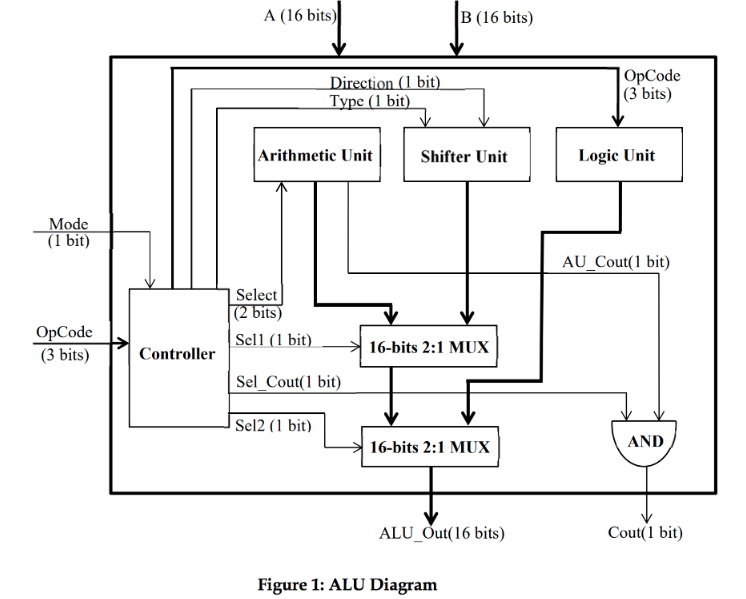 A (16 bits)
B (16 bits)
OpCode
(3 bits)
Direction (1 bit)
Type (1 bit)
Arithmetic Unit
Shifter Unit
Logic Unit
Mode
(1 bit)
AU_Cout(1 bit)
Select
(2 bits)
OpCode
(3 bits)
Controller
Sel1 (1 bit)
16-bits 2:1 MUX
Sel_Cout(1 bit)
Sel2 (1 bit)
16-bits 2:1 MUX
AND
ALU_Out(16 bits)
Cout(1 bit)
Figure 1: ALU Diagram